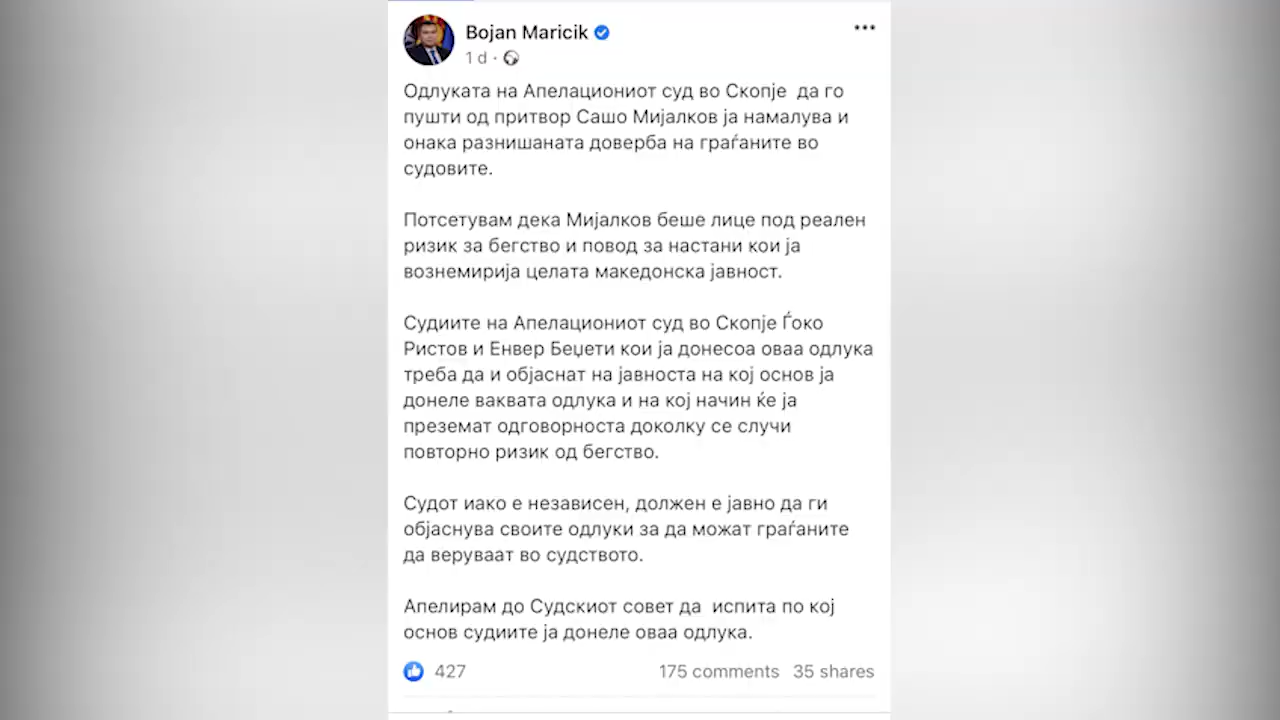 Bojan Maricik
1 d ·
Одлуката на Апелациониот суд во Скопје да го
пушти од притвор Сашо Мијалков ја намалува и
онака разнишаната доверба на граѓаните во
судовите.
Потсетувам дека Мијалков беше лице под реален
ризик за бегство и повод за настани кои ја
вознемирија целата македонска јавност.
Судиите на Апелациониот суд во Скопје Ѓоко
Ристов и Енвер Беџети кои ја донесоа оваа одлука
треба да и објаснат на јавноста на кој основ ја
донеле ваквата одлука и на кој начин ќе ја
преземат одговорноста доколку се случи
повторно ризик од бегство.
Судот иако е независен, должен е јавно да ги
објаснува своите одлуки за да можат граѓаните
да веруваат во судството.
Апелирам до Судскиот совет да испита по кој
основ судиите ја донеле оваа одлука.
427 175 comments 35 shares